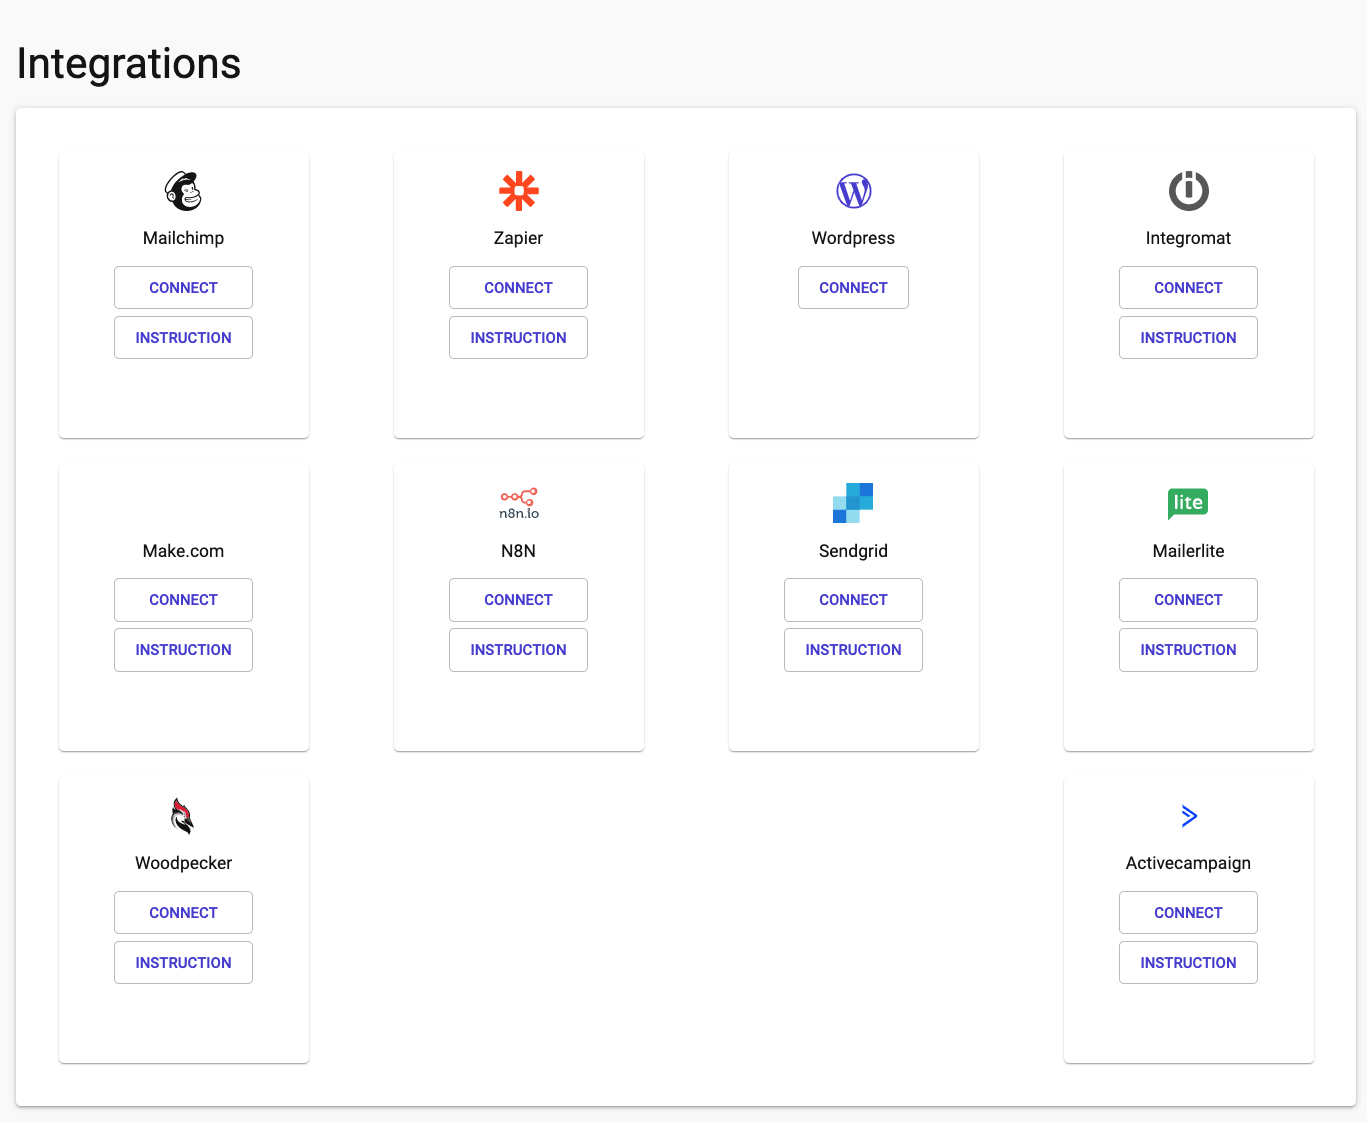 Integrations
Mailchimp
CONNECT
INSTRUCTION
Zapier
CONNECT
INSTRUCTION
Wordpress
CONNECT
Integromat
CONNECT
INSTRUCTION
Make.com
CONNECT
INSTRUCTION
n8n.io
N8N
CONNECT
INSTRUCTION
Sendgrid
CONNECT
INSTRUCTION
lite
Mailerlite
CONNECT
INSTRUCTION
Woodpecker
CONNECT
INSTRUCTION
Activecampaign
CONNECT
INSTRUCTION